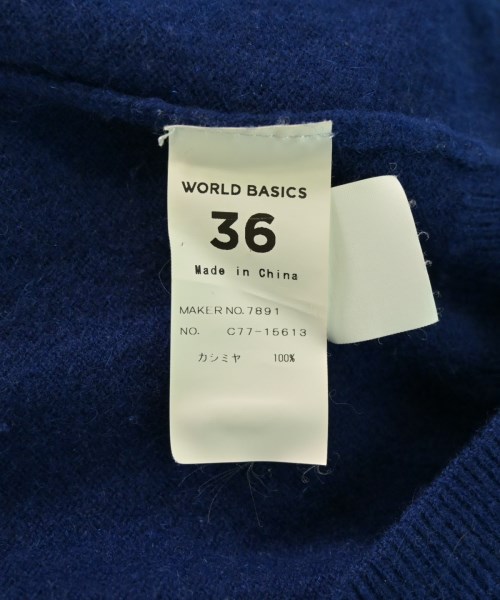 WORLD BASICS
36
Made in China
MAKER NO. 7891
NO. C77-15613
カシミヤ 100%